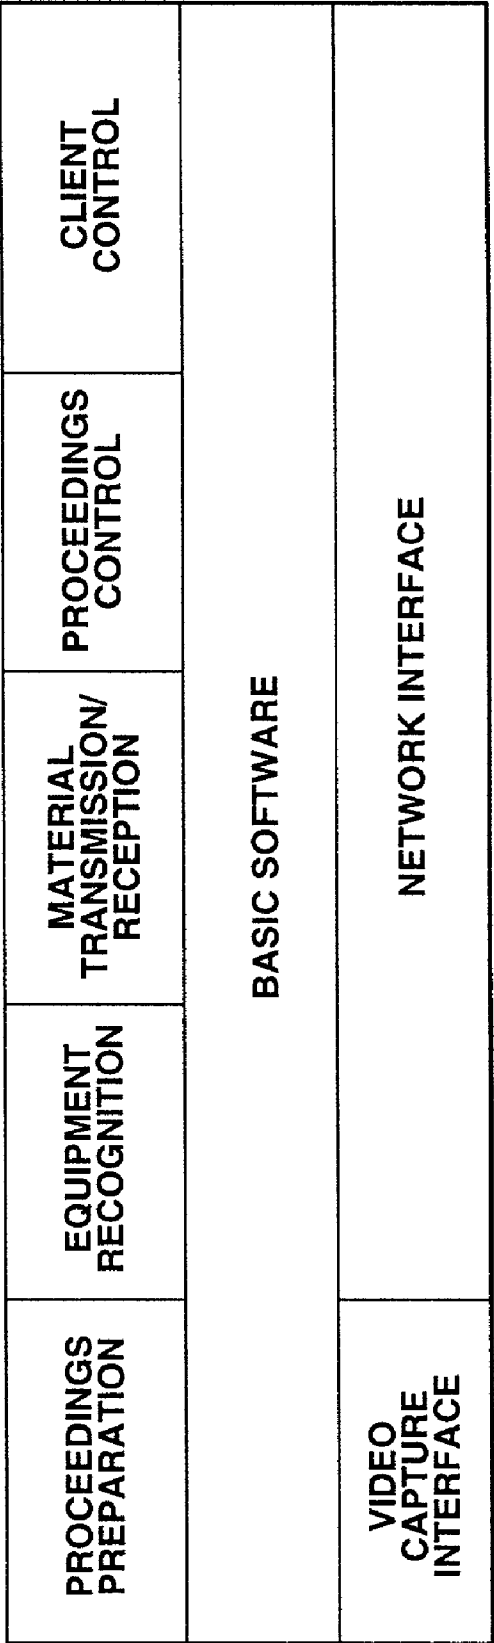 PROCEEDINGS
PREPARATION
EQUIPMENT
RECOGNITION
MATERIAL
TRANSMISSION/
RECEPTION
PROCEEDINGS
CONTROL
CLIENT
CONTROL
BASIC SOFTWARE
VIDEO
CAPTURE
INTERFACE
NETWORK INTERFACE